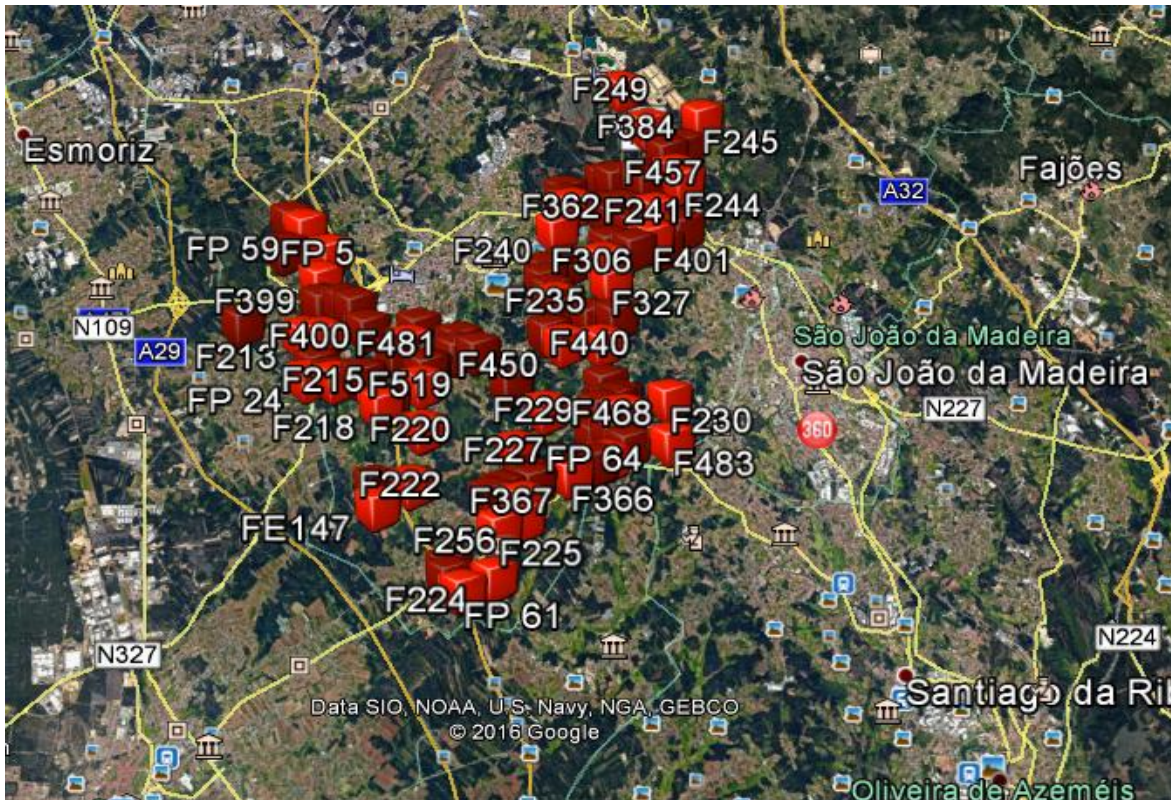 F249
F384
F245
Esmoriz
F457
Fajões
A32
F362
F241
F244
FP 59
FP 5
F240
F306
F401
F399
F235
F327
N109
F400
F481
F440
São João da Madeira
A29
F213
F450
F215
F519
São João da Madeira
FP 24
F229
F468
N227
F218
F220
F230
360
F227
FP 64
F483
F222
F367
F366
FE147
F256
F225
F224
FP 61
N327
N224
Santiago da Rib
Data SIO, NOAA, U.S. Navy, NGA, GEBCO
© 2016 Google
Oliveira de Azeméis